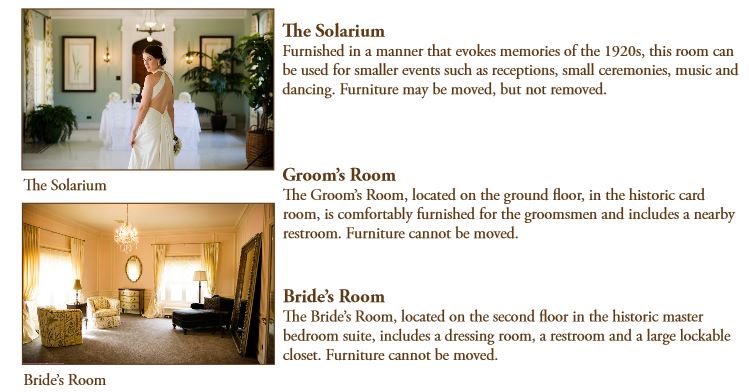 The Solarium
Furnished in a manner that evokes memories of the 1920s, this room can
be used for smaller events such as receptions, small ceremonies, music and
dancing. Furniture may be moved, but not removed.
The Solarium
Groom's Room
The Groom's Room, located on the ground floor, in the historic card
room, is comfortably furnished for the groomsmen and includes a nearby
restroom. Furniture cannot be moved.
Bride's Room
The Bride's Room, located on the second floor in the historic master
bedroom suite, includes a dressing room, a restroom and a large lockable
closet. Furniture cannot be moved.
Bride's Room